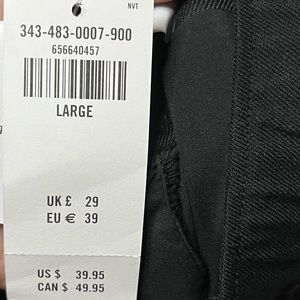 NVT
343-483-0007-900
656640457
LARGE
UK £ 29
EU € 39
US $ 39.95
CAN $ 49.95